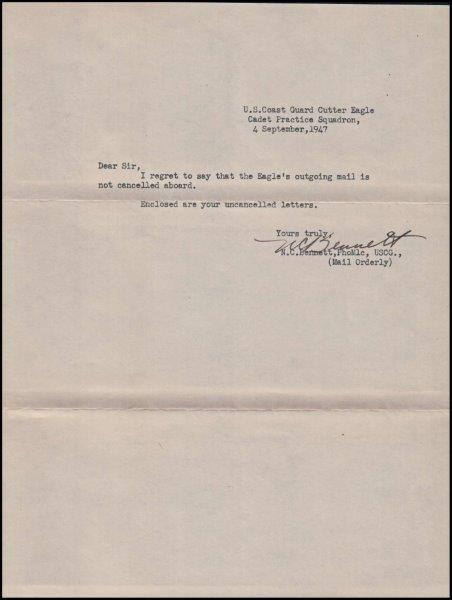 U.S.Coast Guard Cutter Eagle
Cadet Practice Squadron,
4 September,1947
Dear Sir,
I regret to say that the Eagle's outgoing mail is
not cancelled aboard.
Enclosed are your uncancelled letters.
Yours truly,
N.C.Bennett
N.C.Bennett,PhoM1c, USCG.,
(Mail Orderly)